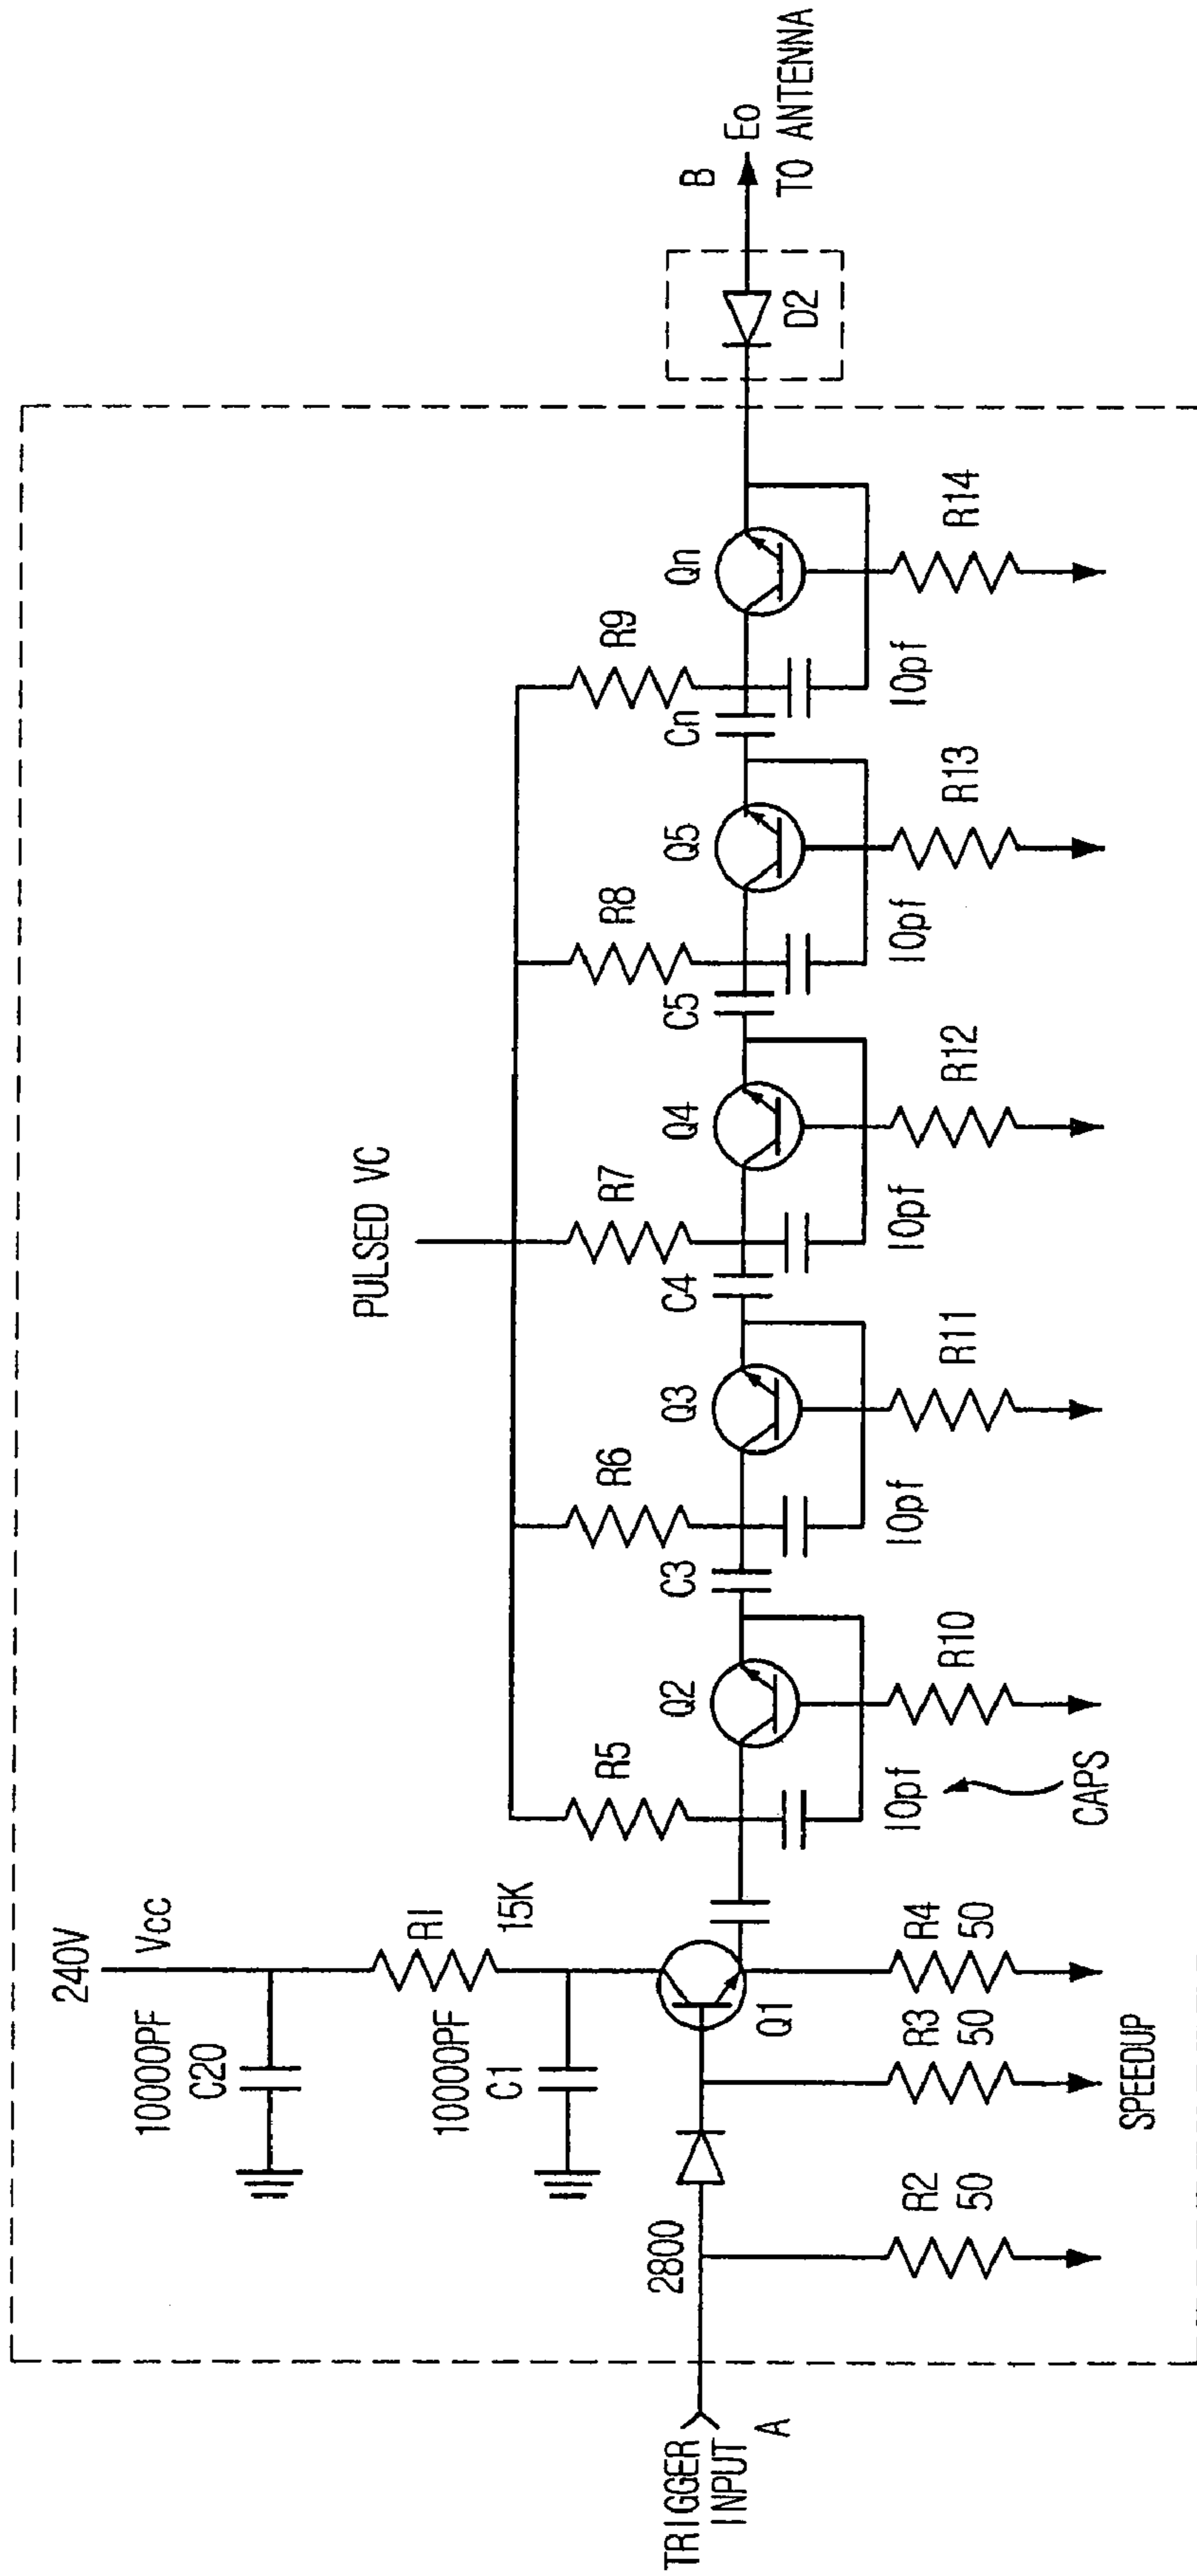 240V
Vcc
10000PF
C20
R1
15K
10000PF
C1
PULSED VC
R5
R6
R7
R8
R9
Q1
Q2
C3
Q3
C4
Q4
C5
Q5
Cn
Qn
D2
B
Eo
TO ANTENNA
2800
TRIGGER
INPUT
A
R2
50
R3
50
R4
50
SPEEDUP
10pf
CAPS
R10
10pf
R11
10pf
R12
10pf
R13
10pf
R14